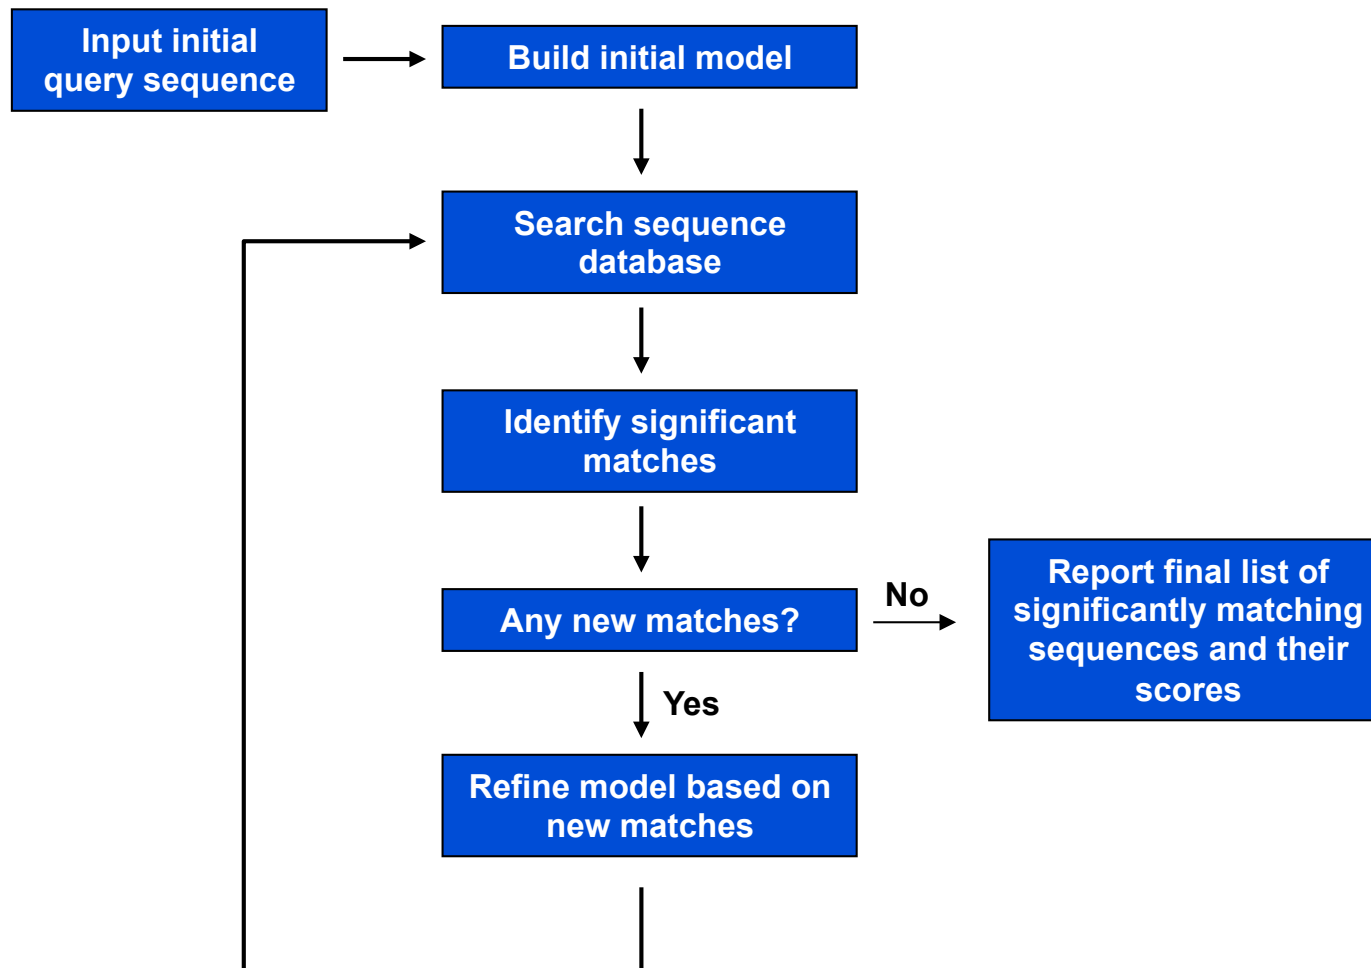 Input initial
query sequence
Build initial model
Search sequence
database
Identify significant
matches
Any new matches?
No
Report final list of
significantly matching
sequences and their
scores
Yes
Refine model based on
new matches